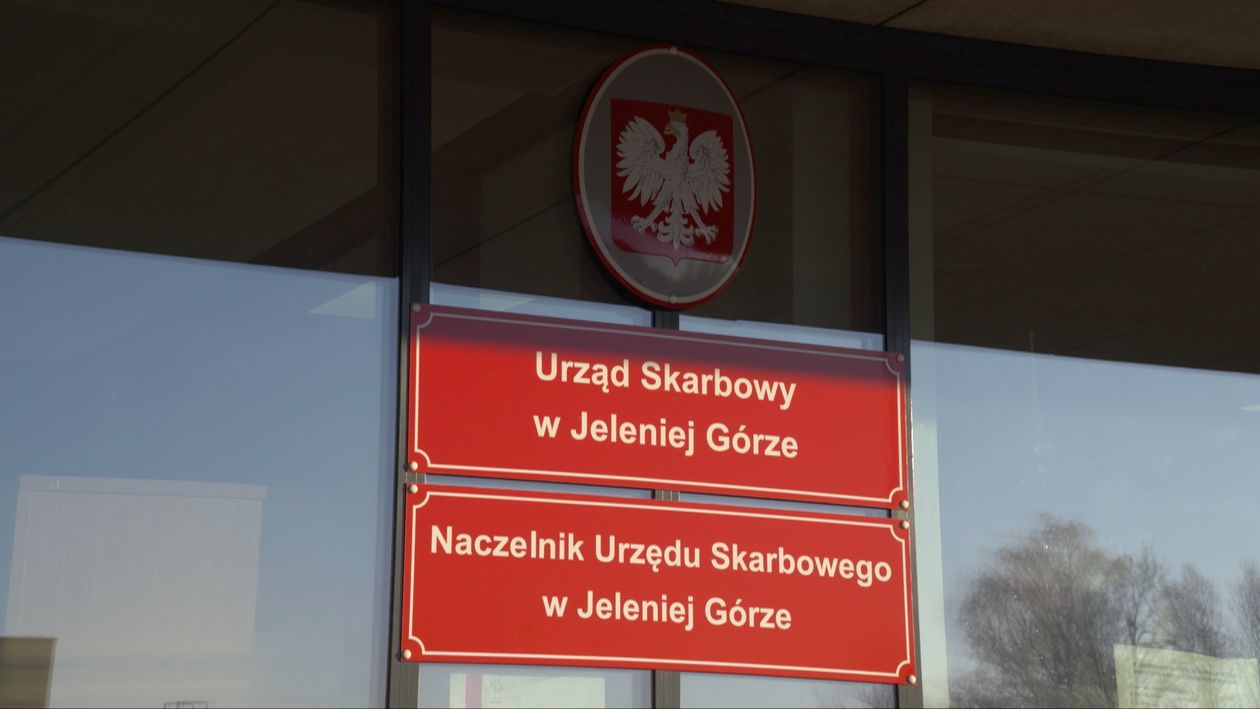 Urząd Skarbowy
w Jeleniej Górze
Naczelnik Urzędu Skarbowego
w Jeleniej Górze